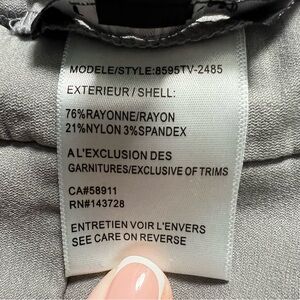 MODELE/STYLE:8595TV-2485
EXTERIEUR/SHELL:
76%RAYONNE/RAYON
21%NYLON 3%SPANDEX
A L'EXCLUSION DES
GARNITURES/EXCLUSIVE OF TRIMS
CA#58911
RN#143728
ENTRETIEN VOIR L'ENVERS
SEE CARE ON REVERSE